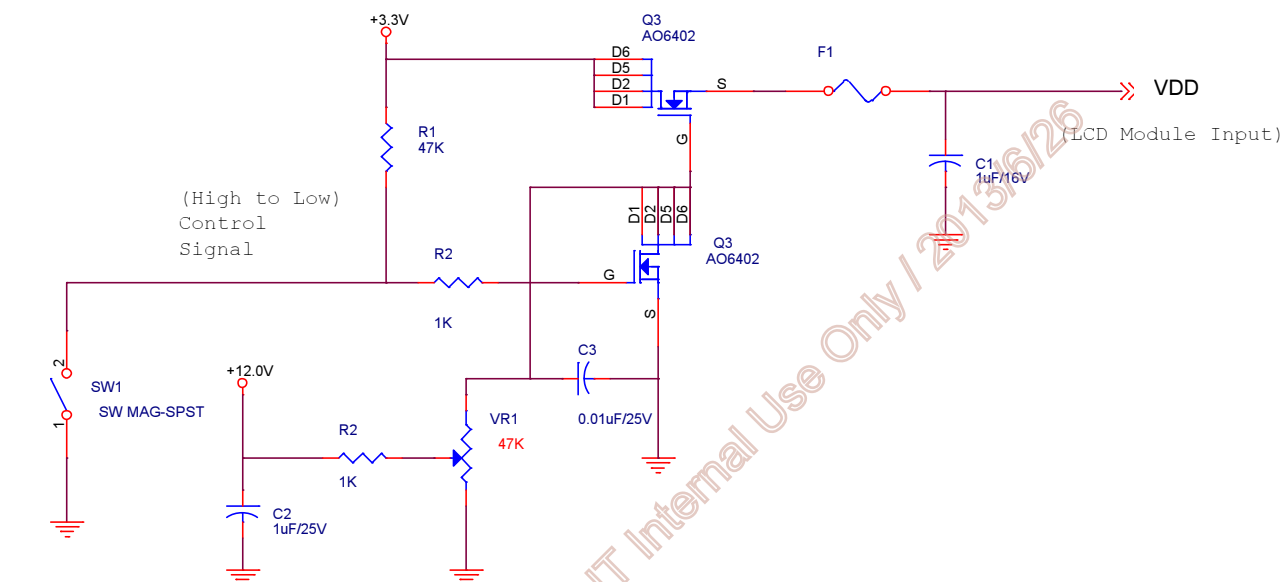 +3.3V
Q3
AO6402
D6
D5
D2
D1
S
G
F1
VDD
(LCD Module Input)
R1
47K
C1
1uF/16V
(High to Low)
Control
Signal
D1
D2
D5
D6
Q3
AO6402
R2
1K
G
S
2
1
SW1
SW MAG-SPST
+12.0V
C3
0.01uF/25V
VR1
47K
R2
1K
C2
1uF/25V
T Internal Use Only / 2013/6/26